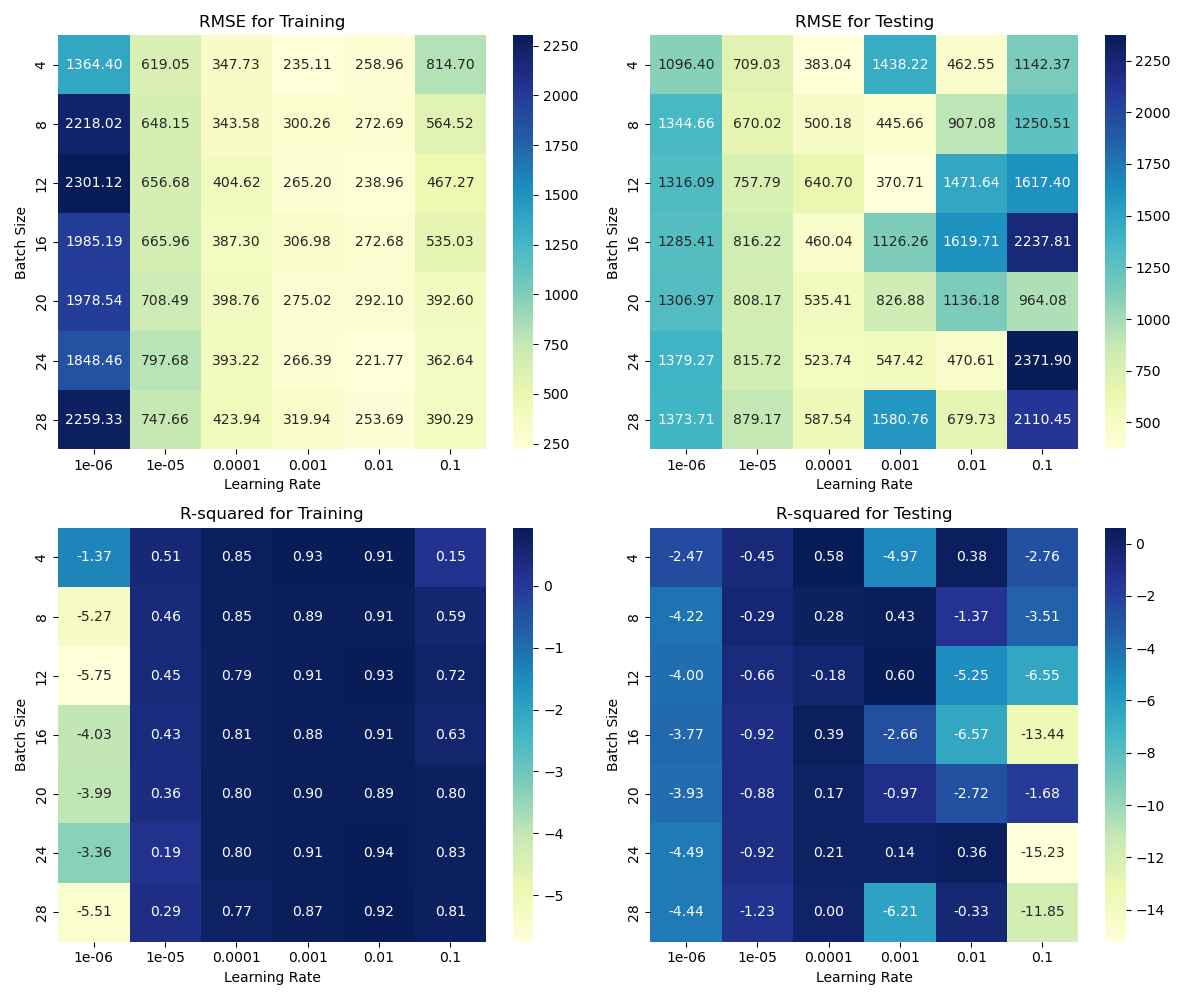 RMSE for Training
4 1364.40 619.05 347.73 235.11 258.96 814.70
8 2218.02 648.15 343.58 300.26 272.69 564.52
12 2301.12 656.68 404.62 265.20 238.96 467.27
16 1985.19 665.96 387.30 306.98 272.68 535.03
20 1978.54 708.49 398.76 275.02 292.10 392.60
24 1848.46 797.68 393.22 266.39 221.77 362.64
28 2259.33 747.66 423.94 319.94 253.69 390.29
1e-06 1e-05 0.0001 0.001 0.01 0.1
Learning Rate
Batch Size
2250
2000
1750
1500
1250
1000
750
500
250
RMSE for Testing
4 1096.40 709.03 383.04 1438.22 462.55 1142.37
8 1344.66 670.02 500.18 445.66 907.08 1250.51
12 1316.09 757.79 640.70 370.71 1471.64 1617.40
16 1285.41 816.22 460.04 1126.26 1619.71 2237.81
20 1306.97 808.17 535.41 826.88 1136.18 964.08
24 1379.27 815.72 523.74 547.42 470.61 2371.90
28 1373.71 879.17 587.54 1580.76 679.73 2110.45
1e-06 1e-05 0.0001 0.001 0.01 0.1
Learning Rate
Batch Size
2250
2000
1750
1500
1250
1000
750
500
R-squared for Training
4 -1.37 0.51 0.85 0.93 0.91 0.15
8 -5.27 0.46 0.85 0.89 0.91 0.59
12 -5.75 0.45 0.79 0.91 0.93 0.72
16 -4.03 0.43 0.81 0.88 0.91 0.63
20 -3.99 0.36 0.80 0.90 0.89 0.80
24 -3.36 0.19 0.80 0.91 0.94 0.83
28 -5.51 0.29 0.77 0.87 0.92 0.81
1e-06 1e-05 0.0001 0.001 0.01 0.1
Learning Rate
Batch Size
0
−1
−2
−3
−4
−5
R-squared for Testing
4 -2.47 -0.45 0.58 -4.97 0.38 -2.76
8 -4.22 -0.29 0.28 0.43 -1.37 -3.51
12 -4.00 -0.66 -0.18 0.60 -5.25 -6.55
16 -3.77 -0.92 0.39 -2.66 -6.57 -13.44
20 -3.93 -0.88 0.17 -0.97 -2.72 -1.68
24 -4.49 -0.92 0.21 0.14 0.36 -15.23
28 -4.44 -1.23 0.00 -6.21 -0.33 -11.85
1e-06 1e-05 0.0001 0.001 0.01 0.1
Learning Rate
Batch Size
0
−2
−4
−6
−8
−10
−12
−14